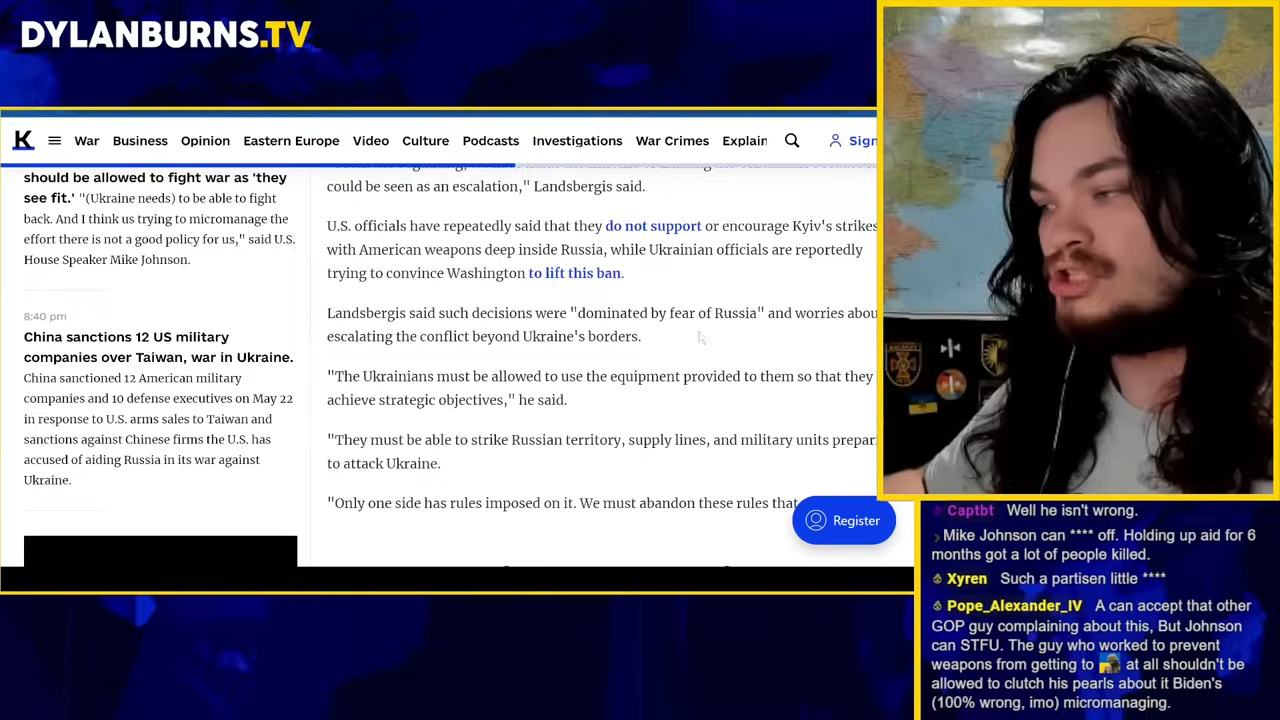 DYLANBURNS.TV
K War Business Opinion Eastern Europe Video Culture Podcasts Investigations War Crimes Explain Sign
should be allowed to fight war as 'they
see fit.' "(Ukraine needs) to be able to fight
back. And I think us trying to micromanage the
effort there is not a good policy for us," said U.S.
House Speaker Mike Johnson.
8:40 pm
China sanctions 12 US military
companies over Taiwan, war in Ukraine.
China sanctioned 12 American military
companies and 10 defense executives on May 22
in response to U.S. arms sales to Taiwan and
sanctions against Chinese firms the U.S. has
accused of aiding Russia in its war against
Ukraine.
could be seen as an escalation," Landsbergis said.
U.S. officials have repeatedly said that they do not support or encourage Kyiv's strikes
with American weapons deep inside Russia, while Ukrainian officials are reportedly
trying to convince Washington to lift this ban.
Landsbergis said such decisions were "dominated by fear of Russia" and worries abou
escalating the conflict beyond Ukraine's borders.
"The Ukrainians must be allowed to use the equipment provided to them so that they
achieve strategic objectives," he said.
"They must be able to strike Russian territory, supply lines, and military units prepari
to attack Ukraine.
"Only one side has rules imposed on it. We must abandon these rules that
Register
Captbt Well he isn't wrong.
Mike Johnson can **** off. Holding up aid for 6
months got a lot of people killed.
Xyren Such a partisen little ****
Pope_Alexander_IV A can accept that other
GOP guy complaining about this, But Johnson
can STFU. The guy who worked to prevent
weapons from getting to at all shouldn't be
allowed to clutch his pearls about it Biden's
(100% wrong, imo) micromanaging.